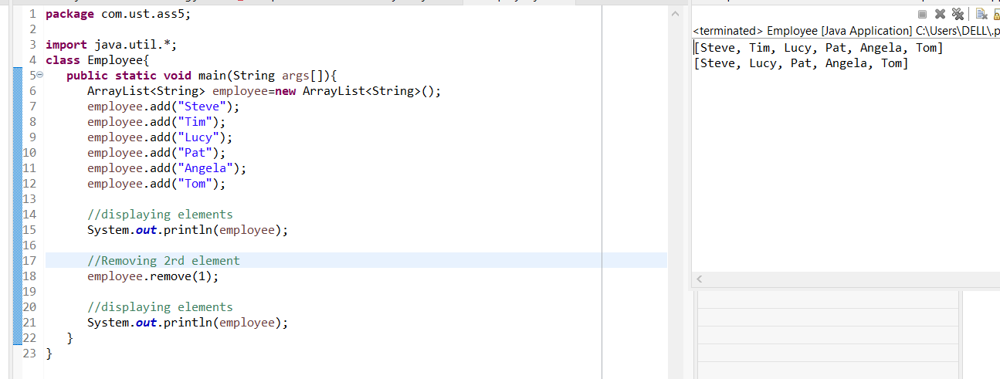 1 package com.ust.ass5;
2
3 import java.util.*;
4 class Employee{
5 public static void main(String args[]){
6 ArrayList<String> employee=new ArrayList<String>();
7 employee.add("Steve");
8 employee.add("Tim");
9 employee.add("Lucy");
10 employee.add("Pat");
11 employee.add("Angela");
12 employee.add("Tom");
13
14 //displaying elements
15 System.out.println(employee);
16
17 //Removing 2rd element
18 employee.remove(1);
19
20 //displaying elements
21 System.out.println(employee);
22 }
23 }
<terminated> Employee [Java Application] C:\Users\DELL\.p
[Steve, Tim, Lucy, Pat, Angela, Tom]
[Steve, Lucy, Pat, Angela, Tom]